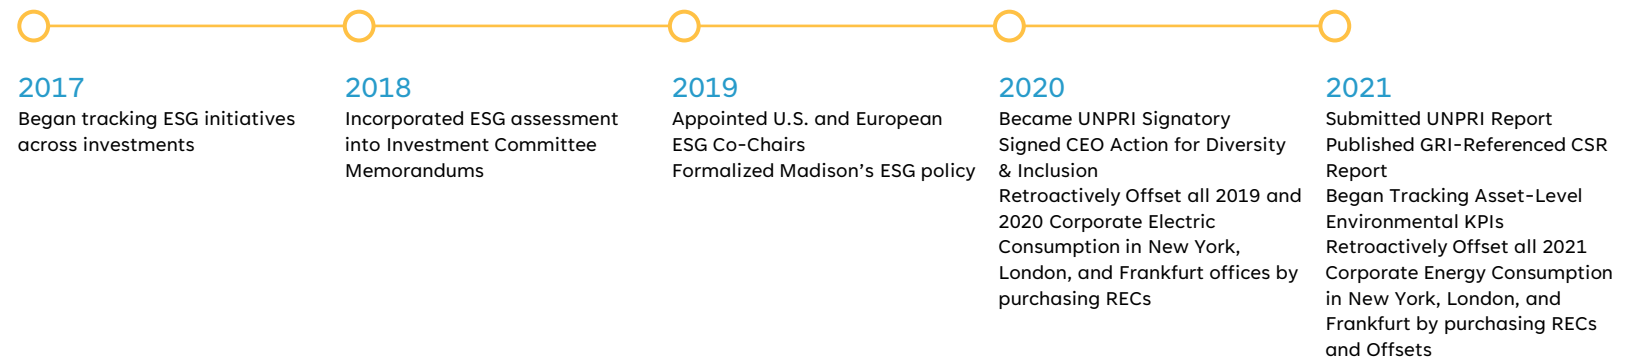 2017
Began tracking ESG initiatives
across investments
2018
Incorporated ESG assessment
into Investment Committee
Memorandums
2019
Appointed U.S. and European
ESG Co-Chairs
Formalized Madison's ESG policy
2020
Became UNPRI Signatory
Signed CEO Action for Diversity
& Inclusion
Retroactively Offset all 2019 and
2020 Corporate Electric
Consumption in New York,
London, and Frankfurt offices by
purchasing RECs
2021
Submitted UNPRI Report
Published GRI-Referenced CSR
Report
Began Tracking Asset-Level
Environmental KPIs
Retroactively Offset all 2021
Corporate Energy Consumption
in New York, London, and
Frankfurt by purchasing RECs
and Offsets